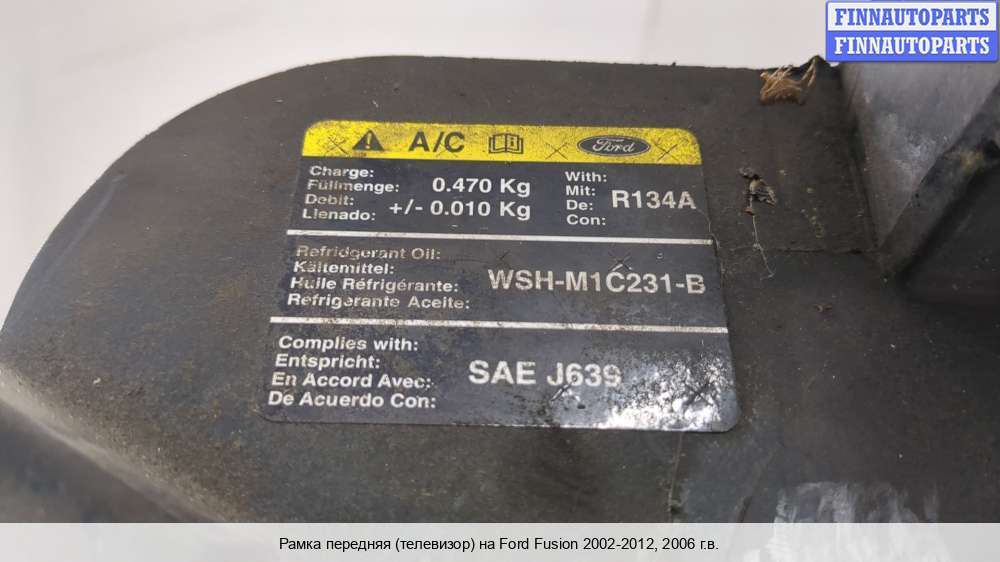 FINNAUTOPARTS
FINNAUTOPARTS
A/C Ford
Charge:
Füllmenge: 0.470 Kg
Debit: +/- 0.010 Kg
Llenado:
With:
Mit: R134A
De:
Con:
Refridgerant Oil:
Kältemittel: WSH-M1C231-B
Huile Réfrigérante:
Refrigerante Aceite:
Complies with:
Entspricht: SAE J639
En Accord Avec:
De Acuerdo Con:
Рамка передняя (телевизор) на Ford Fusion 2002-2012, 2006 г.в.